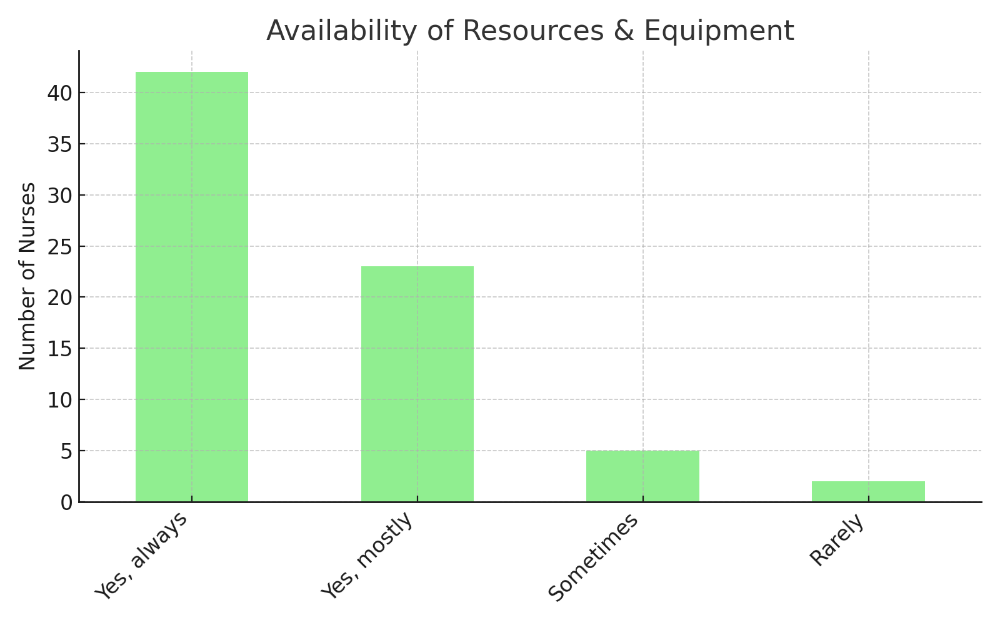 Availability of Resources & Equipment
Number of Nurses
40
35
30
25
20
15
10
5
0
Yes, always
Yes, mostly
Sometimes
Rarely